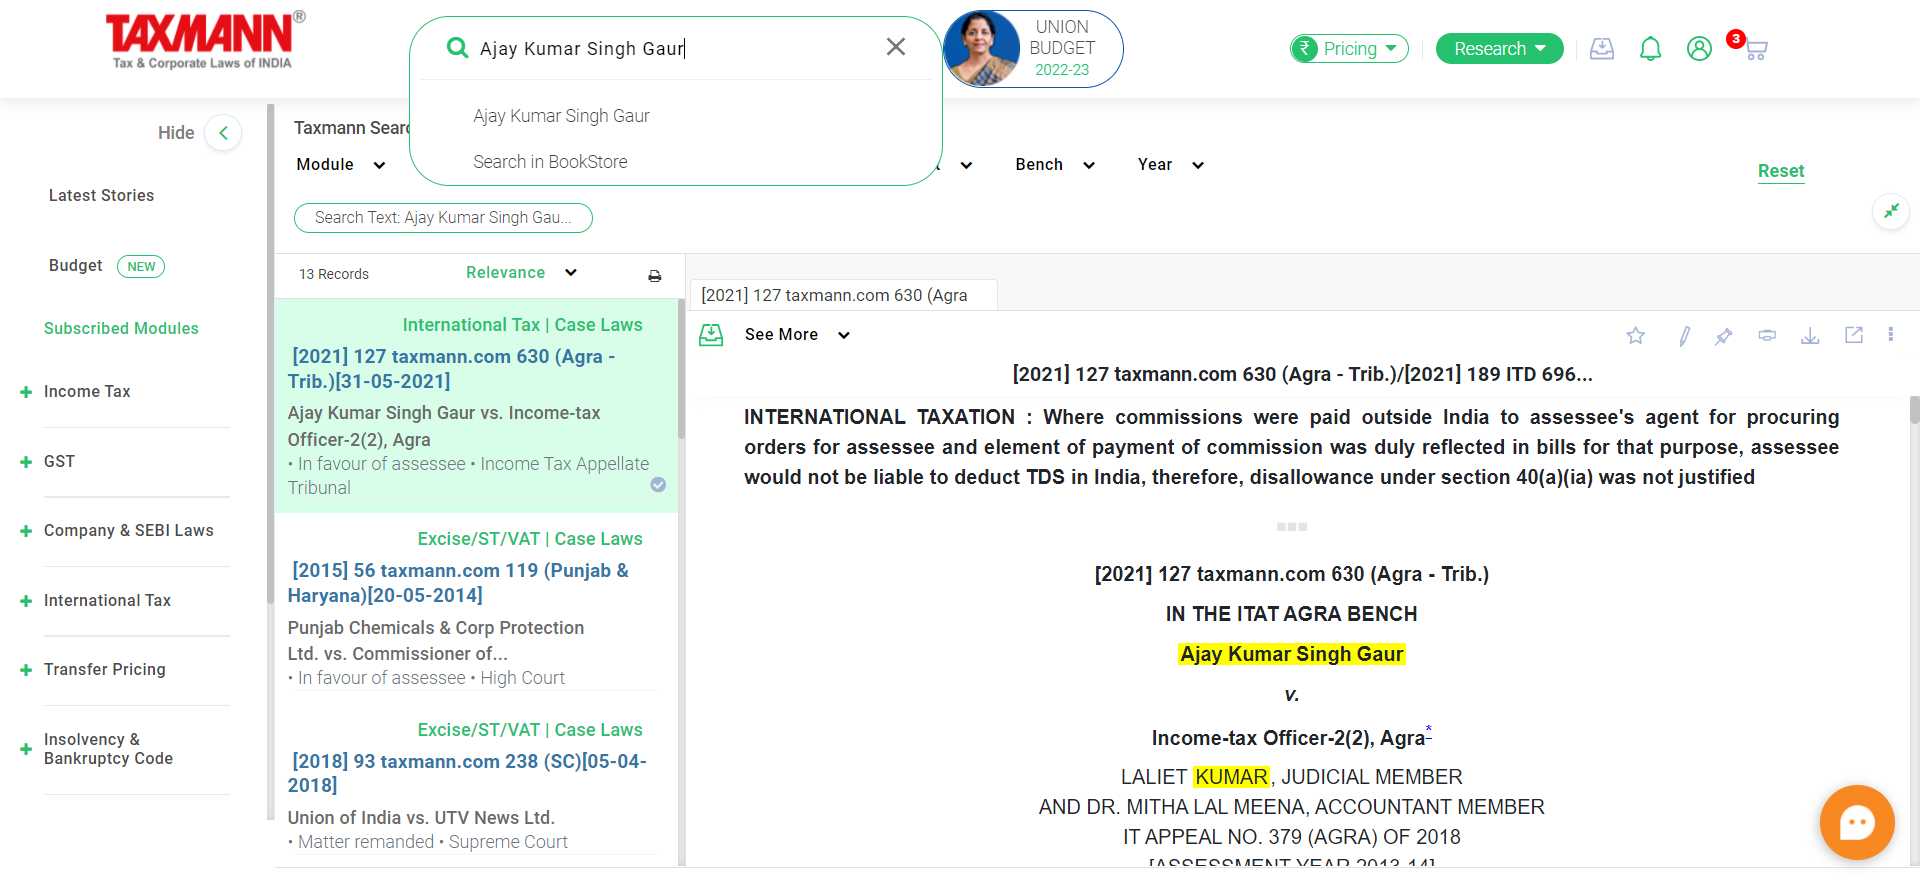 TAXMANN®
Tax & Corporate Laws of INDIA
Ajay Kumar Singh Gaur
Ajay Kumar Singh Gaur
Search in BookStore
UNION
BUDGET
2022-23
₹ Pricing
Research
3
Hide
Latest Stories
Budget NEW
Subscribed Modules
+ Income Tax
+ GST
+ Company & SEBI Laws
+ International Tax
+ Transfer Pricing
+ Insolvency &
Bankruptcy Code
Taxmann Sear
Module
Bench
Year
Reset
Search Text: Ajay Kumar Singh Gau...
13 Records
Relevance
International Tax | Case Laws
[2021] 127 taxmann.com 630 (Agra -
Trib.)[31-05-2021]
Ajay Kumar Singh Gaur vs. Income-tax
Officer-2(2), Agra
• In favour of assessee • Income Tax Appellate
Tribunal
Excise/ST/VAT | Case Laws
[2015] 56 taxmann.com 119 (Punjab &
Haryana)[20-05-2014]
Punjab Chemicals & Corp Protection
Ltd. vs. Commissioner of...
• In favour of assessee • High Court
Excise/ST/VAT | Case Laws
[2018] 93 taxmann.com 238 (SC)[05-04-
2018]
Union of India vs. UTV News Ltd.
• Matter remanded • Supreme Court
[2021] 127 taxmann.com 630 (Agra
See More
[2021] 127 taxmann.com 630 (Agra - Trib.)/[2021] 189 ITD 696...
INTERNATIONAL TAXATION : Where commissions were paid outside India to assessee's agent for procuring
orders for assessee and element of payment of commission was duly reflected in bills for that purpose, assessee
would not be liable to deduct TDS in India, therefore, disallowance under section 40(a)(ia) was not justified
[2021] 127 taxmann.com 630 (Agra - Trib.)
IN THE ITAT AGRA BENCH
Ajay Kumar Singh Gaur
v.
Income-tax Officer-2(2), Agra*
LALIET KUMAR, JUDICIAL MEMBER
AND DR. MITHA LAL MEENA, ACCOUNTANT MEMBER
IT APPEAL NO. 379 (AGRA) OF 2018
[ASSESSMENT YEAR 2013-14]